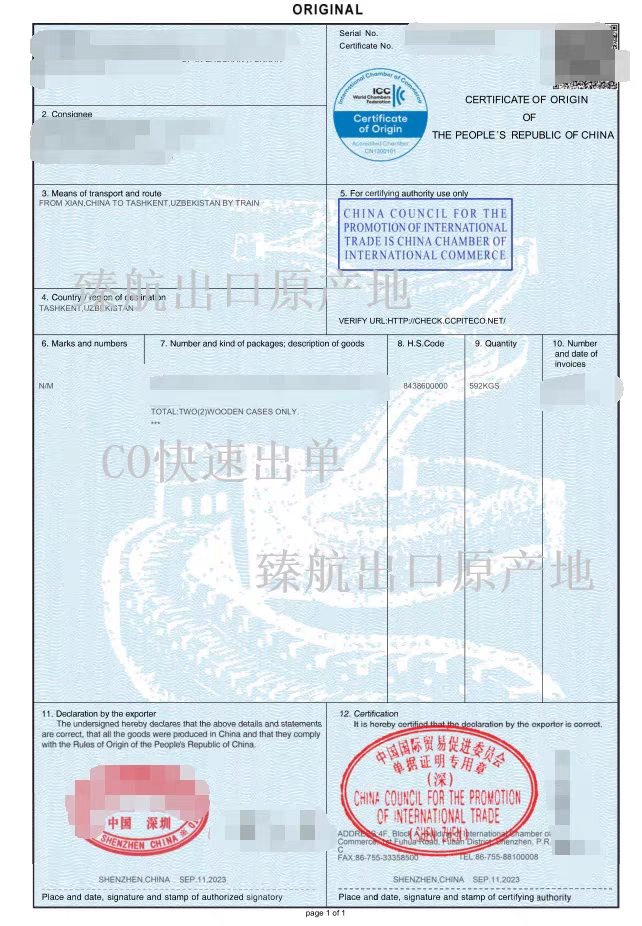 ORIGINAL
Serial No.
Certificate No.
International Chamber of Commerce
ICC
World Chambers
Federation
Certificate
of Origin
Accredited Chamber
CN1300101
CERTIFICATE OF ORIGIN
OF
THE PEOPLE'S REPUBLIC OF CHINA
2. Consignee
3. Means of transport and route
FROM XIAN,CHINA TO TASHKENT,UZBEKISTAN BY TRAIN
5. For certifying authority use only
CHINA COUNCIL FOR THE
PROMOTION OF INTERNATIONAL
TRADE IS CHINA CHAMBER OF
INTERNATIONAL COMMERCE
臻航出口原产地
4. Country / region of destination
TASHKENT,UZBEKISTAN
VERIFY URL:HTTP://CHECK.CCPITECO.NET/
6. Marks and numbers
7. Number and kind of packages; description of goods
8. H.S.Code
9. Quantity
10. Number
and date of
invoices
N/M
8438600000
592KGS
TOTAL:TWO(2)WOODEN CASES ONLY.
***
CO快速出单
臻航出口原产地
11. Declaration by the exporter
The undersigned hereby declares that the above details and statements
are correct, that all the goods were produced in China and that they comply
with the Rules of Origin of the People's Republic of China.
中国 深圳
SHENZHEN CHINA
SHENZHEN,CHINA SEP.11,2023
Place and date, signature and stamp of authorized signatory
12. Certification
It is hereby certified that the declaration by the exporter is correct.
中国国际贸易促进委员会
单据证明专用章
(深)
CHINA COUNCIL FOR THE PROMOTION
OF INTERNATIONAL TRADE
(SHENZHEN)
ADDRESS:4F, Block A, Building of International Chamber of
Commerce, 1st Fuhua Road, Futian District, Shenzhen, P.R.
C
FAX:86-755-33358500 TEL:86-755-88100008
SHENZHEN,CHINA SEP.11,2023
Place and date, signature and stamp of certifying authority
page 1 of 1